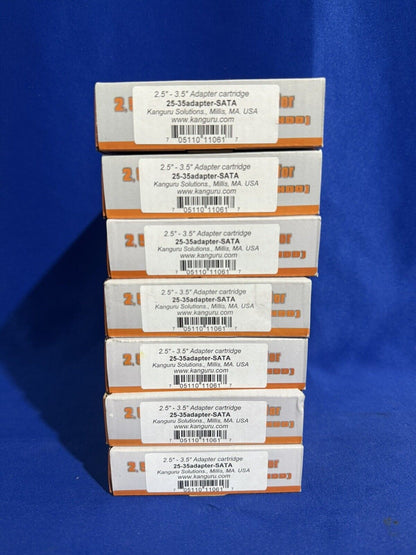 2.5" - 3.5" Adapter cartridge
25-35adapter-SATA
Kanguru Solutions., Millis, MA. USA
www.kanguru.com
7 05110 11061 7
2.5" - 3.5" Adapter cartridge
25-35adapter-SATA
Kanguru Solutions., Millis, MA. USA
www.kanguru.com
7 05110 11061 7
2.5" - 3.5" Adapter cartridge
25-35adapter-SATA
Kanguru Solutions., Millis, MA. USA
www.kanguru.com
7 05110 11061 7
2.5" - 3.5" Adapter cartridge
25-35adapter-SATA
Kanguru Solutions., Millis, MA. USA
www.kanguru.com
7 05110 11061 7
2.5" - 3.5" Adapter cartridge
25-35adapter-SATA
Kanguru Solutions., Millis, MA. USA
www.kanguru.com
7 05110 11061 7
2.5" - 3.5" Adapter cartridge
25-35adapter-SATA
Kanguru Solutions., Millis, MA. USA
www.kanguru.com
7 05110 11061 7
2.5" - 3.5" Adapter cartridge
25-35adapter-SATA
Kanguru Solutions., Millis, MA. USA
www.kanguru.com
7 05110 11061 7